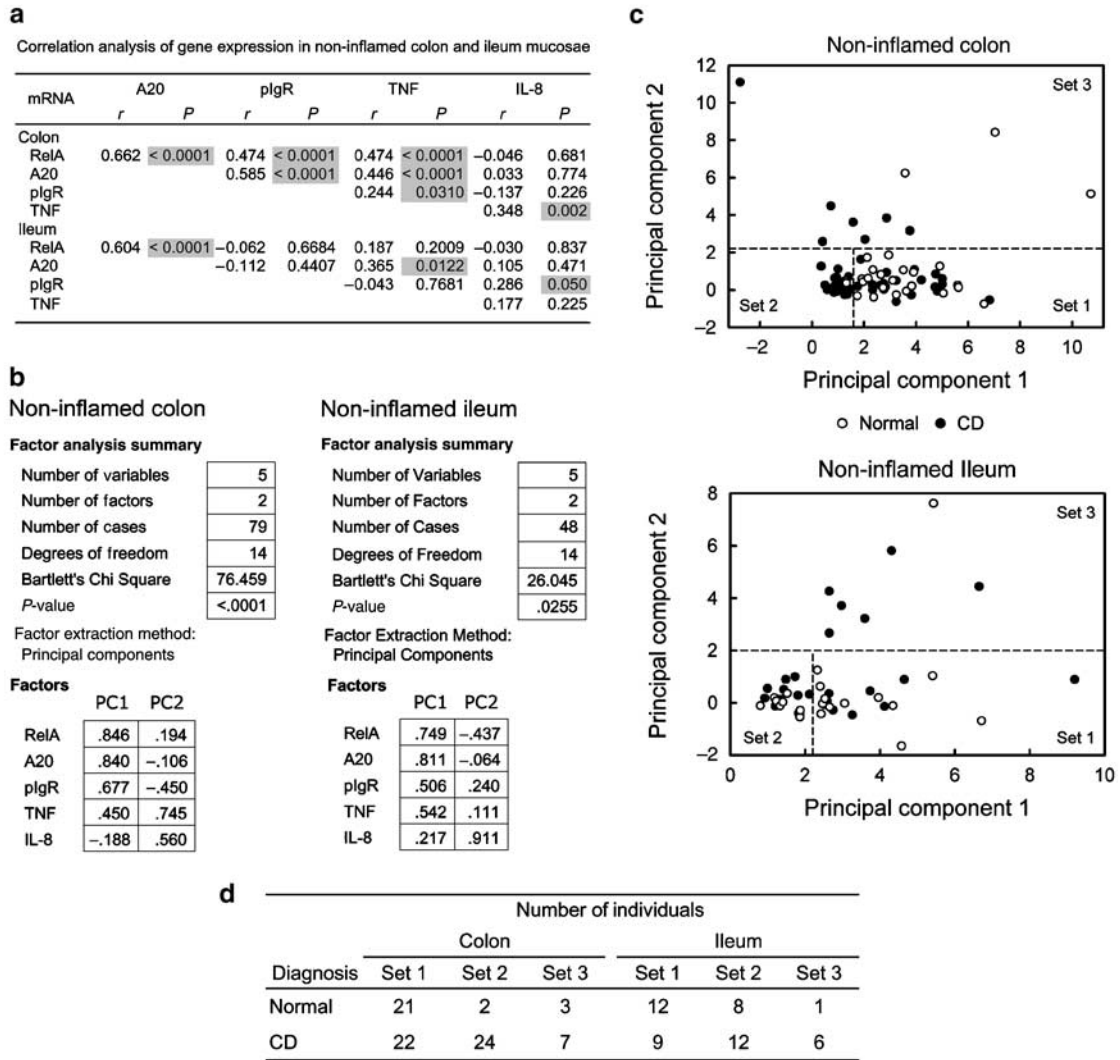 a
Correlation analysis of gene expression in non-inflamed colon and ileum mucosae
mRNA A20 pIgR TNF IL-8
r P r P r P r P
Colon
RelA 0.662 < 0.0001 0.474 < 0.0001 0.474 < 0.0001 −0.046 0.681
A20 0.585 < 0.0001 0.446 < 0.0001 0.033 0.774
pIgR 0.244 0.0310 −0.137 0.226
TNF 0.348 0.002
Ileum
RelA 0.604 < 0.0001 −0.062 0.6684 0.187 0.2009 −0.030 0.837
A20 −0.112 0.4407 0.365 0.0122 0.105 0.471
pIgR −0.043 0.7681 0.286 0.050
TNF 0.177 0.225
b
Non-inflamed colon
Factor analysis summary
Number of variables 5
Number of factors 2
Number of cases 79
Degrees of freedom 14
Bartlett's Chi Square 76.459
P-value <.0001
Factor extraction method:
Principal components
Factors
PC1 PC2
RelA .846 .194
A20 .840 −.106
pIgR .677 −.450
TNF .450 .745
IL-8 −.188 .560
Non-inflamed ileum
Factor analysis summary
Number of Variables 5
Number of Factors 2
Number of Cases 48
Degrees of Freedom 14
Bartlett's Chi Square 26.045
P-value .0255
Factor Extraction Method:
Principal Components
Factors
PC1 PC2
RelA .749 −.437
A20 .811 −.064
pIgR .506 .240
TNF .542 .111
IL-8 .217 .911
c
Non-inflamed colon
Principal component 2
12
10
8
6
4
2
0
−2
Set 3
Set 2
Set 1
−2 0 2 4 6 8 10
Principal component 1
Normal CD
Non-inflamed Ileum
Principal component 2
8
6
4
2
0
−2
Set 3
Set 2
Set 1
0 2 4 6 8 10
Principal component 1
d
Number of individuals
Colon Ileum
Diagnosis Set 1 Set 2 Set 3 Set 1 Set 2 Set 3
Normal 21 2 3 12 8 1
CD 22 24 7 9 12 6